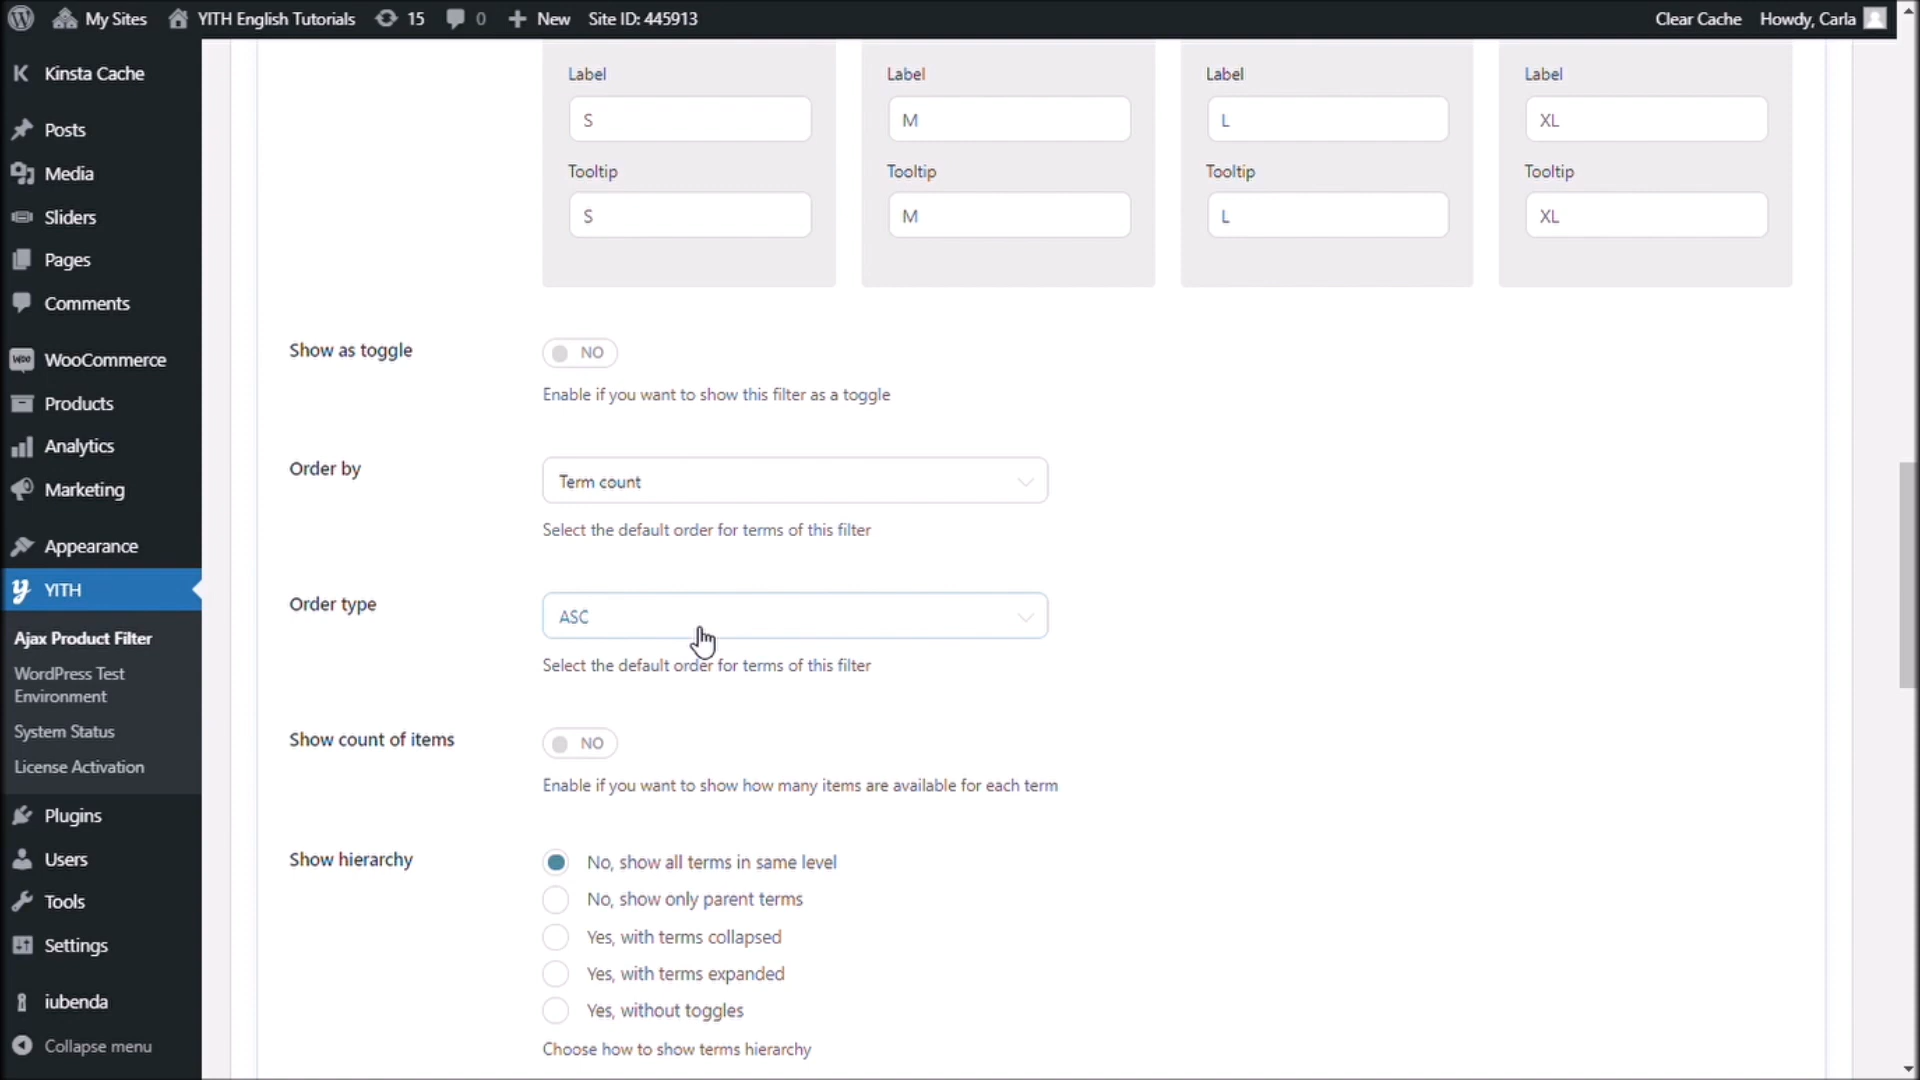 My Sites YITH English Tutorials 15 0 New Site ID: 445913 Clear Cache Howdy, Carla
Kinsta Cache
Posts
Media
Sliders
Pages
Comments
WooCommerce
Products
Analytics
Marketing
Appearance
YITH
Ajax Product Filter
WordPress Test
Environment
System Status
License Activation
Plugins
Users
Tools
Settings
iubenda
Collapse menu
Label Label Label Label
S M L XL
Tooltip Tooltip Tooltip Tooltip
S M L XL
Show as toggle NO
Enable if you want to show this filter as a toggle
Order by Term count
Select the default order for terms of this filter
Order type ASC
Select the default order for terms of this filter
Show count of items NO
Enable if you want to show how many items are available for each term
Show hierarchy No, show all terms in same level
No, show only parent terms
Yes, with terms collapsed
Yes, with terms expanded
Yes, without toggles
Choose how to show terms hierarchy